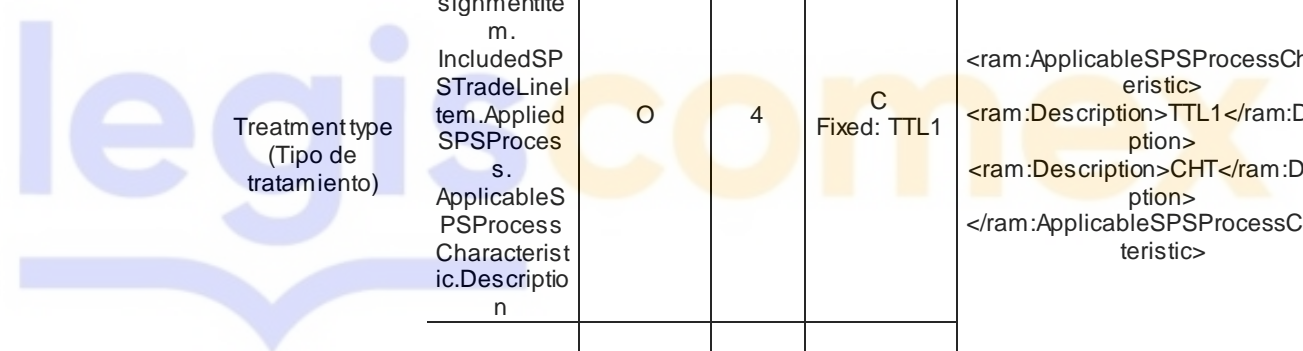 legiscomex
Treatment type
(Tipo de
tratamiento)
signmentIte
m.
IncludedSP
STradeLineI
tem.Applied
SPSProces
s.
ApplicableS
PSProcess
Characterist
ic.Descriptio
n
O
4
C
Fixed: TTL1
<ram:ApplicableSPSProcessCh
eristic>
<ram:Description>TTL1</ram:D
ption>
<ram:Description>CHT</ram:D
ption>
</ram:ApplicableSPSProcessC
teristic>